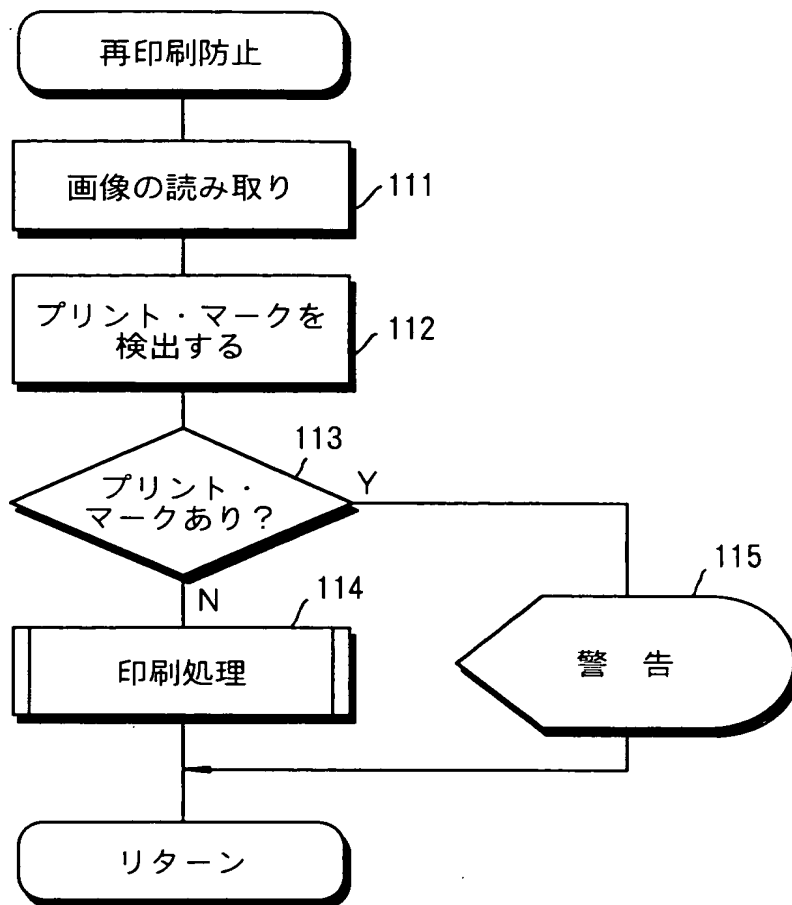 再印刷防止
画像の読み取り
111
プリント・マークを
検出する
112
113
プリント・
マークあり?
Y
N
114
印刷処理
115
警 告
リターン